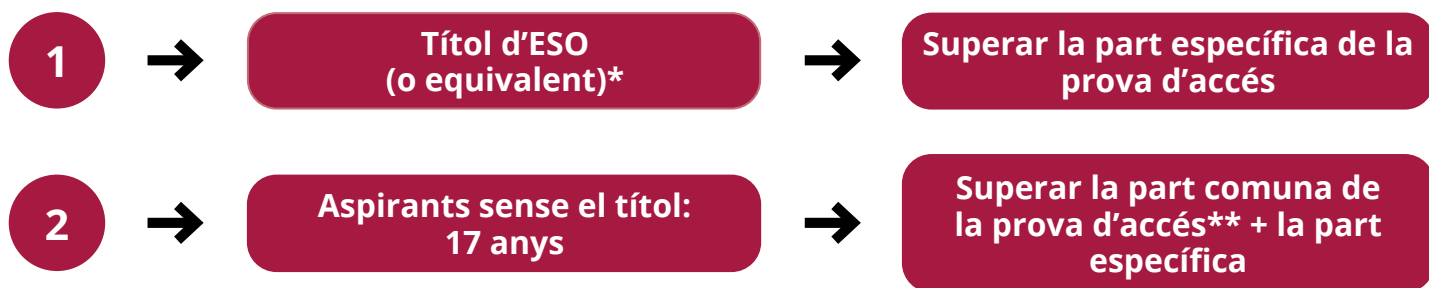 1
Títol d’ESO
(o equivalent)*
Superar la part específica de la
prova d’accés
2
Aspirants sense el títol:
17 anys
Superar la part comuna de
la prova d’accés** + la part
específica